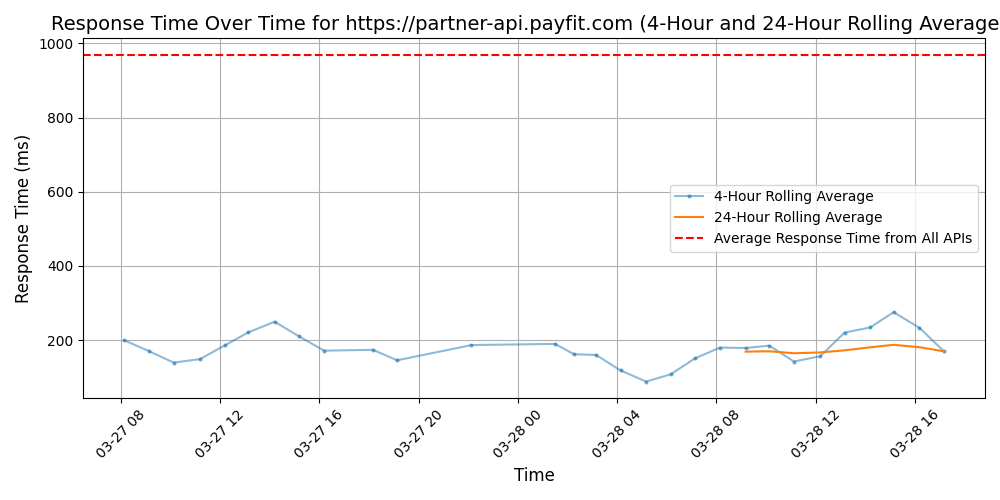 Response Time Over Time for https://partner-api.payfit.com (4-Hour and 24-Hour Rolling Average
1000
800
600
400
200
Response Time (ms)
4-Hour Rolling Average
24-Hour Rolling Average
Average Response Time from All APIs
03-27 08
03-27 12
03-27 16
03-27 20
03-28 00
03-28 04
03-28 08
03-28 12
03-28 16
Time